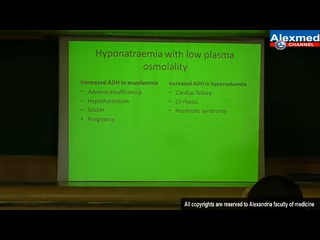 Alexmed
CHANNEL
Hyponatraemia with low plasma
osmolality
Increased ADH in euvolaemia
• Adrenal insufficiency
• Hypothyroidism
• SIADH
• Pregnancy
Increased ADH in hypervolaemia
• Cardiac failure
• Cirrhosis
• Nephrotic syndrome
All copyrights are reserved to Alexandria faculty of medicine